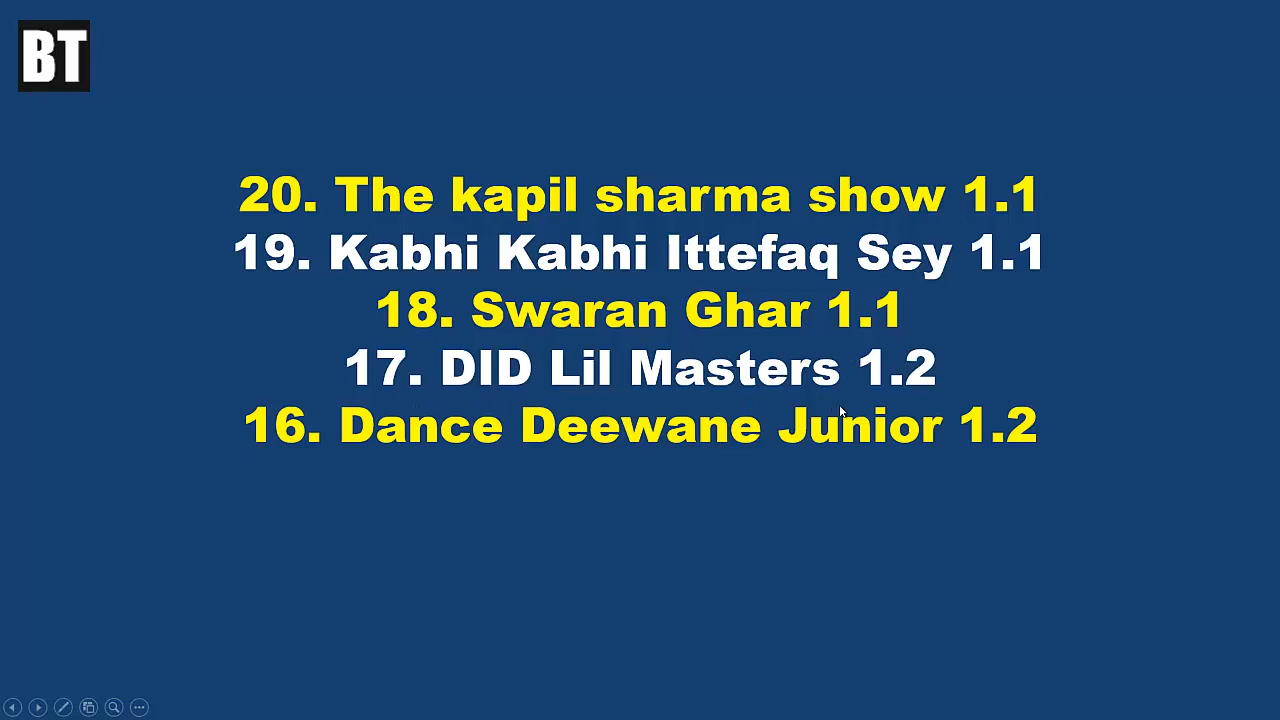 BT
20. The kapil sharma show 1.1
19. Kabhi Kabhi Ittefaq Sey 1.1
18. Swaran Ghar 1.1
17. DID Lil Masters 1.2
16. Dance Deewane Junior 1.2